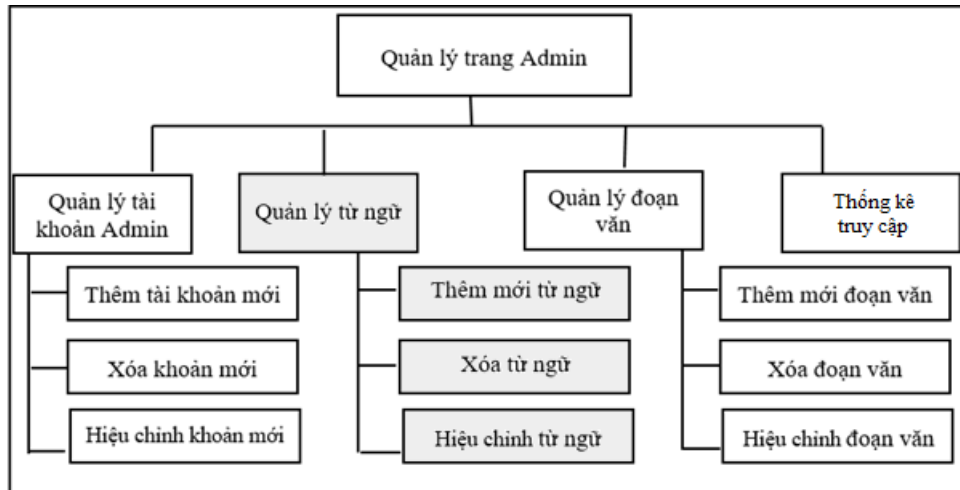 Quản lý trang Admin
Quản lý tài
khoản Admin
Quản lý từ ngữ
Quản lý đoạn
văn
Thống kê
truy cập
Thêm tài khoản mới
Thêm mới từ ngữ
Thêm mới đoạn văn
Xóa khoản mới
Xóa từ ngữ
Xóa đoạn văn
Hiệu chinh khoản mới
Hiệu chinh từ ngữ
Hiệu chinh đoạn văn